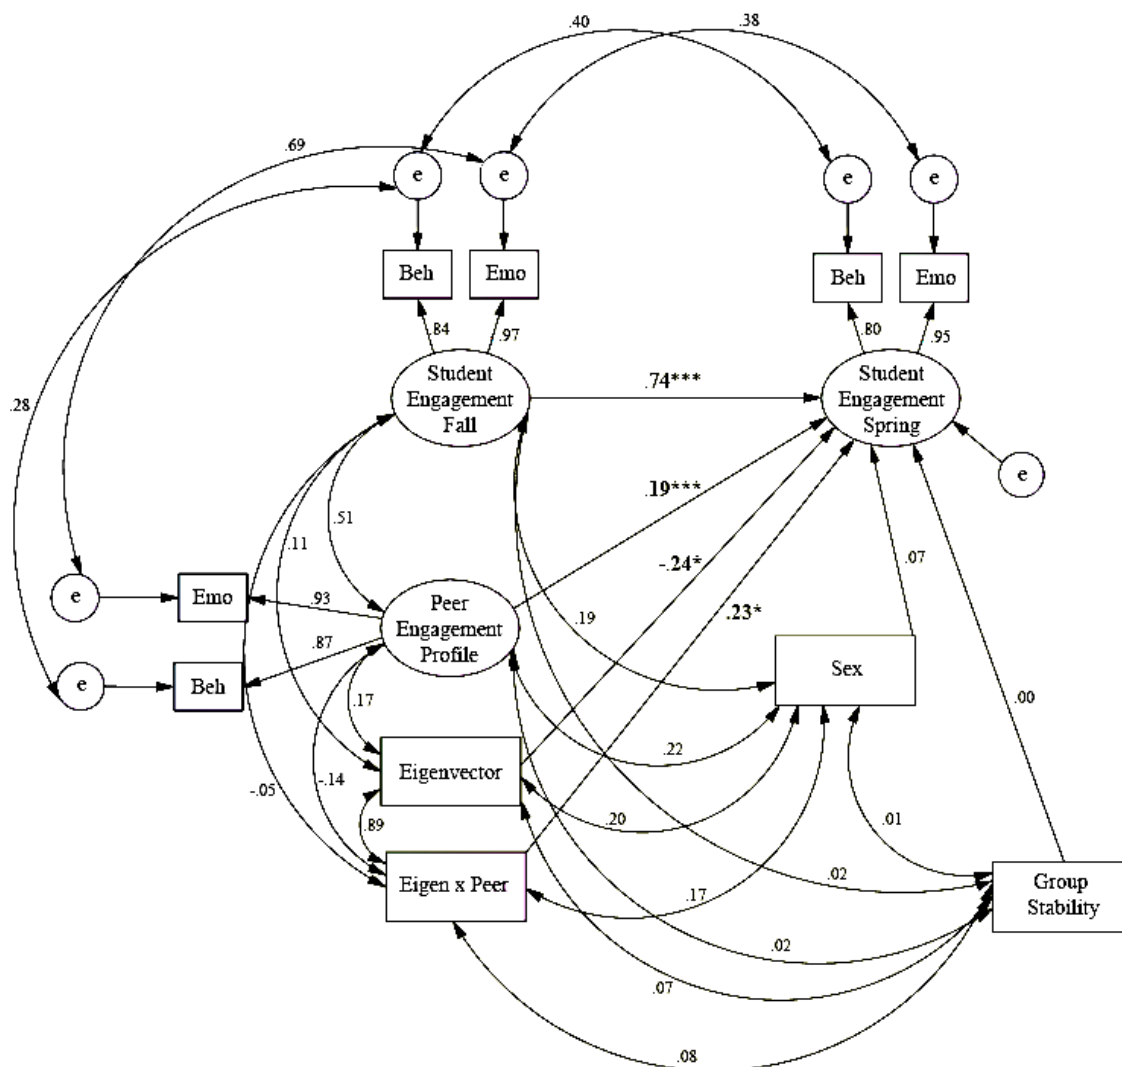 .40
.38
.69
e
e
e
e
Beh
Emo
Beh
Emo
.84
.97
.80
.95
Student
Engagement
Fall
.74***
Student
Engagement
Spring
.28
e
.19***
.51
.11
-.24*
.07
e
Emo
.93
Peer
Engagement
Profile
.23*
.19
e
Beh
.87
Sex
.17
.00
.22
Eigenvector
-.14
-.05
.20
.01
.89
Eigen x Peer
.17
.02
Group
Stability
.02
.07
.08